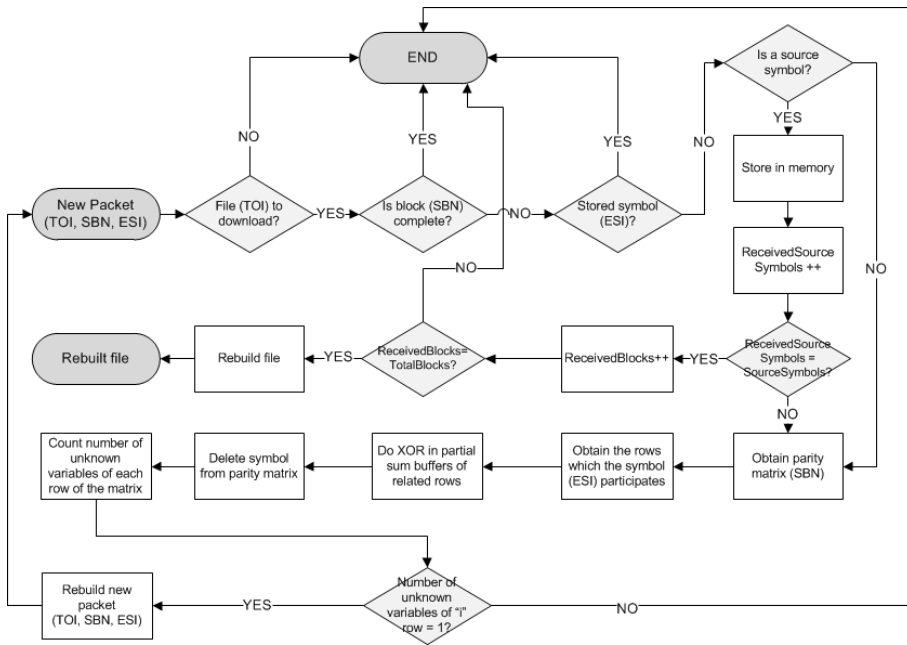 END
Is a source
symbol?
NO
YES
YES
NO
YES
Store in memory
New Packet
(TOI, SBN, ESI)
File (TOI) to
download?
YES
Is block (SBN)
complete?
NO
Stored symbol
(ESI)?
ReceivedSource
Symbols ++
NO
NO
Rebuilt file
Rebuild file
YES
ReceivedBlocks=
TotalBlocks?
ReceivedBlocks++
YES
ReceivedSource
Symbols =
SourceSymbols?
NO
Count number of
unknown
variables of each
row of the matrix
Delete symbol
from parity matrix
Do XOR in partial
sum buffers of
related rows
Obtain the rows
which the symbol
(ESI) participates
Obtain parity
matrix (SBN)
Rebuild new
packet
(TOI, SBN, ESI)
YES
Number of
unknown
variables of “i”
row = 1?
NO